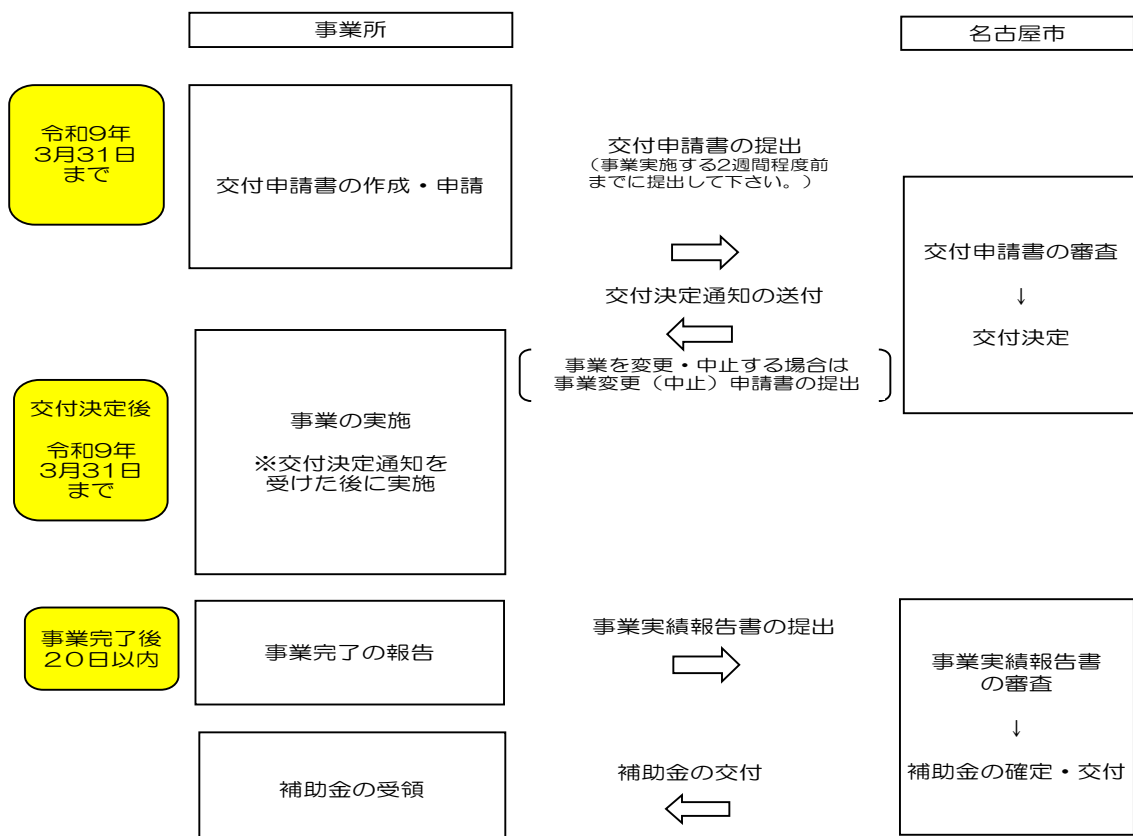 事業所
名古屋市
令和9年
3月31日
まで
交付申請書の作成・申請
交付申請書の提出
（事業実施する2週間程度前
までに提出して下さい。）
交付申請書の審査
↓
交付決定
交付決定通知の送付
事業を変更・中止する場合は
事業変更（中止）申請書の提出
交付決定後
令和9年
3月31日
まで
事業の実施
※交付決定通知を
受けた後に実施
事業完了後
20日以内
事業完了の報告
事業実績報告書の提出
事業実績報告書
の審査
↓
補助金の確定・交付
補助金の交付
補助金の受領